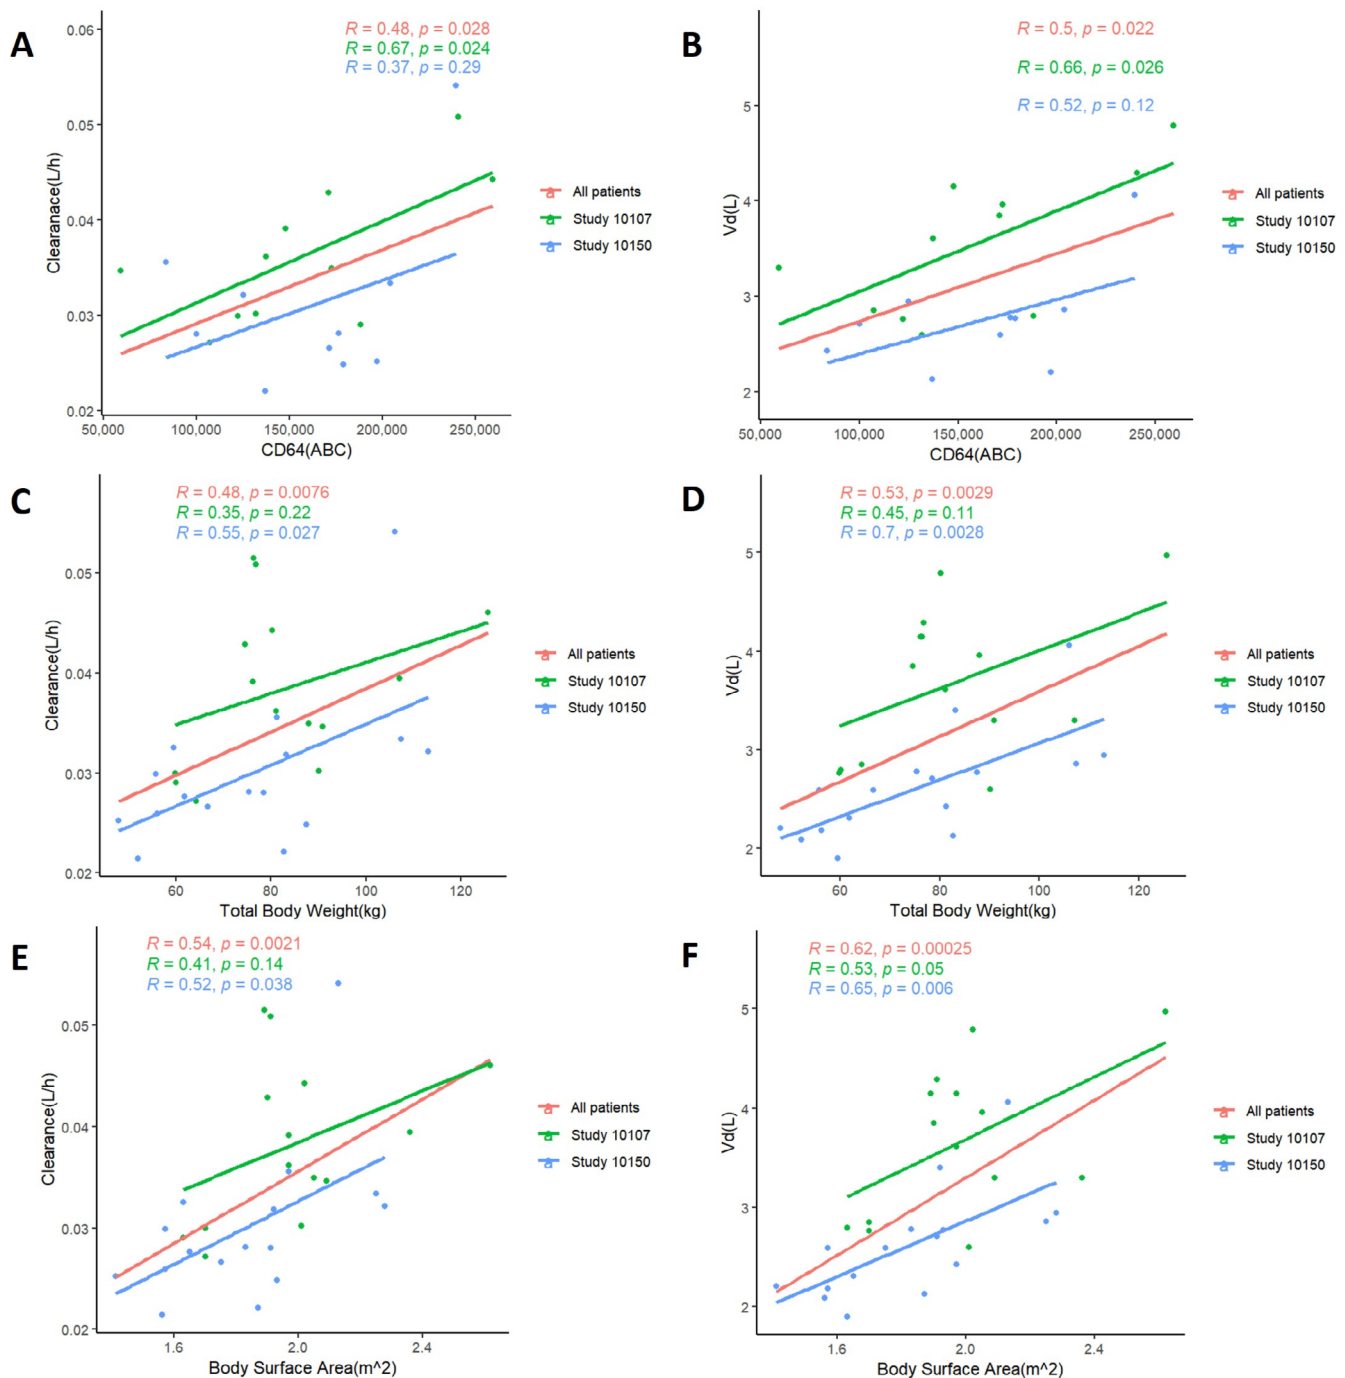 A
R = 0.48, p = 0.028
R = 0.67, p = 0.024
R = 0.37, p = 0.29
0.06
0.05
0.04
0.03
0.02
Clearanace(L/h)
50,000 100,000 150,000 200,000 250,000
CD64(ABC)
a All patients
a Study 10107
a Study 10150
B
R = 0.5, p = 0.022
R = 0.66, p = 0.026
R = 0.52, p = 0.12
5
4
3
2
Vd(L)
50,000 100,000 150,000 200,000 250,000
CD64(ABC)
a All patients
a Study 10107
a Study 10150
C
R = 0.48, p = 0.0076
R = 0.35, p = 0.22
R = 0.55, p = 0.027
0.05
0.04
0.03
0.02
Clearance(L/h)
60 80 100 120
Total Body Weight(kg)
a All patients
a Study 10107
a Study 10150
D
R = 0.53, p = 0.0029
R = 0.45, p = 0.11
R = 0.7, p = 0.0028
5
4
3
2
Vd(L)
60 80 100 120
Total Body Weight(kg)
a All patients
a Study 10107
a Study 10150
E
R = 0.54, p = 0.0021
R = 0.41, p = 0.14
R = 0.52, p = 0.038
0.05
0.04
0.03
0.02
Clearance(L/h)
1.6 2.0 2.4
Body Surface Area(m^2)
a All patients
a Study 10107
a Study 10150
F
R = 0.62, p = 0.00025
R = 0.53, p = 0.05
R = 0.65, p = 0.006
5
4
3
2
Vd(L)
1.6 2.0 2.4
Body Surface Area(m^2)
a All patients
a Study 10107
a Study 10150